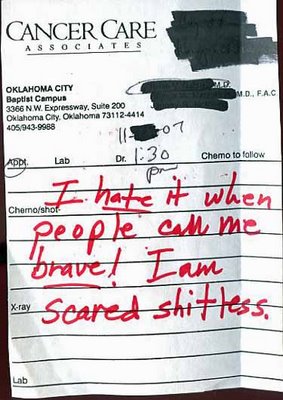 CANCER CARE
ASSOCIATES
OKLAHOMA CITY
Baptist Campus
3366 N.W. Expressway, Suite 200
Oklahoma City, Oklahoma 73112-4414
405/943-9988
M.D.
M.D., F.A.C
11- -07
Appt. Lab Dr. 1:30 Chemo to follow
pm
I hate it when
Chemo/shot
people call me
brave! I am
X-ray scared shitless.
Lab